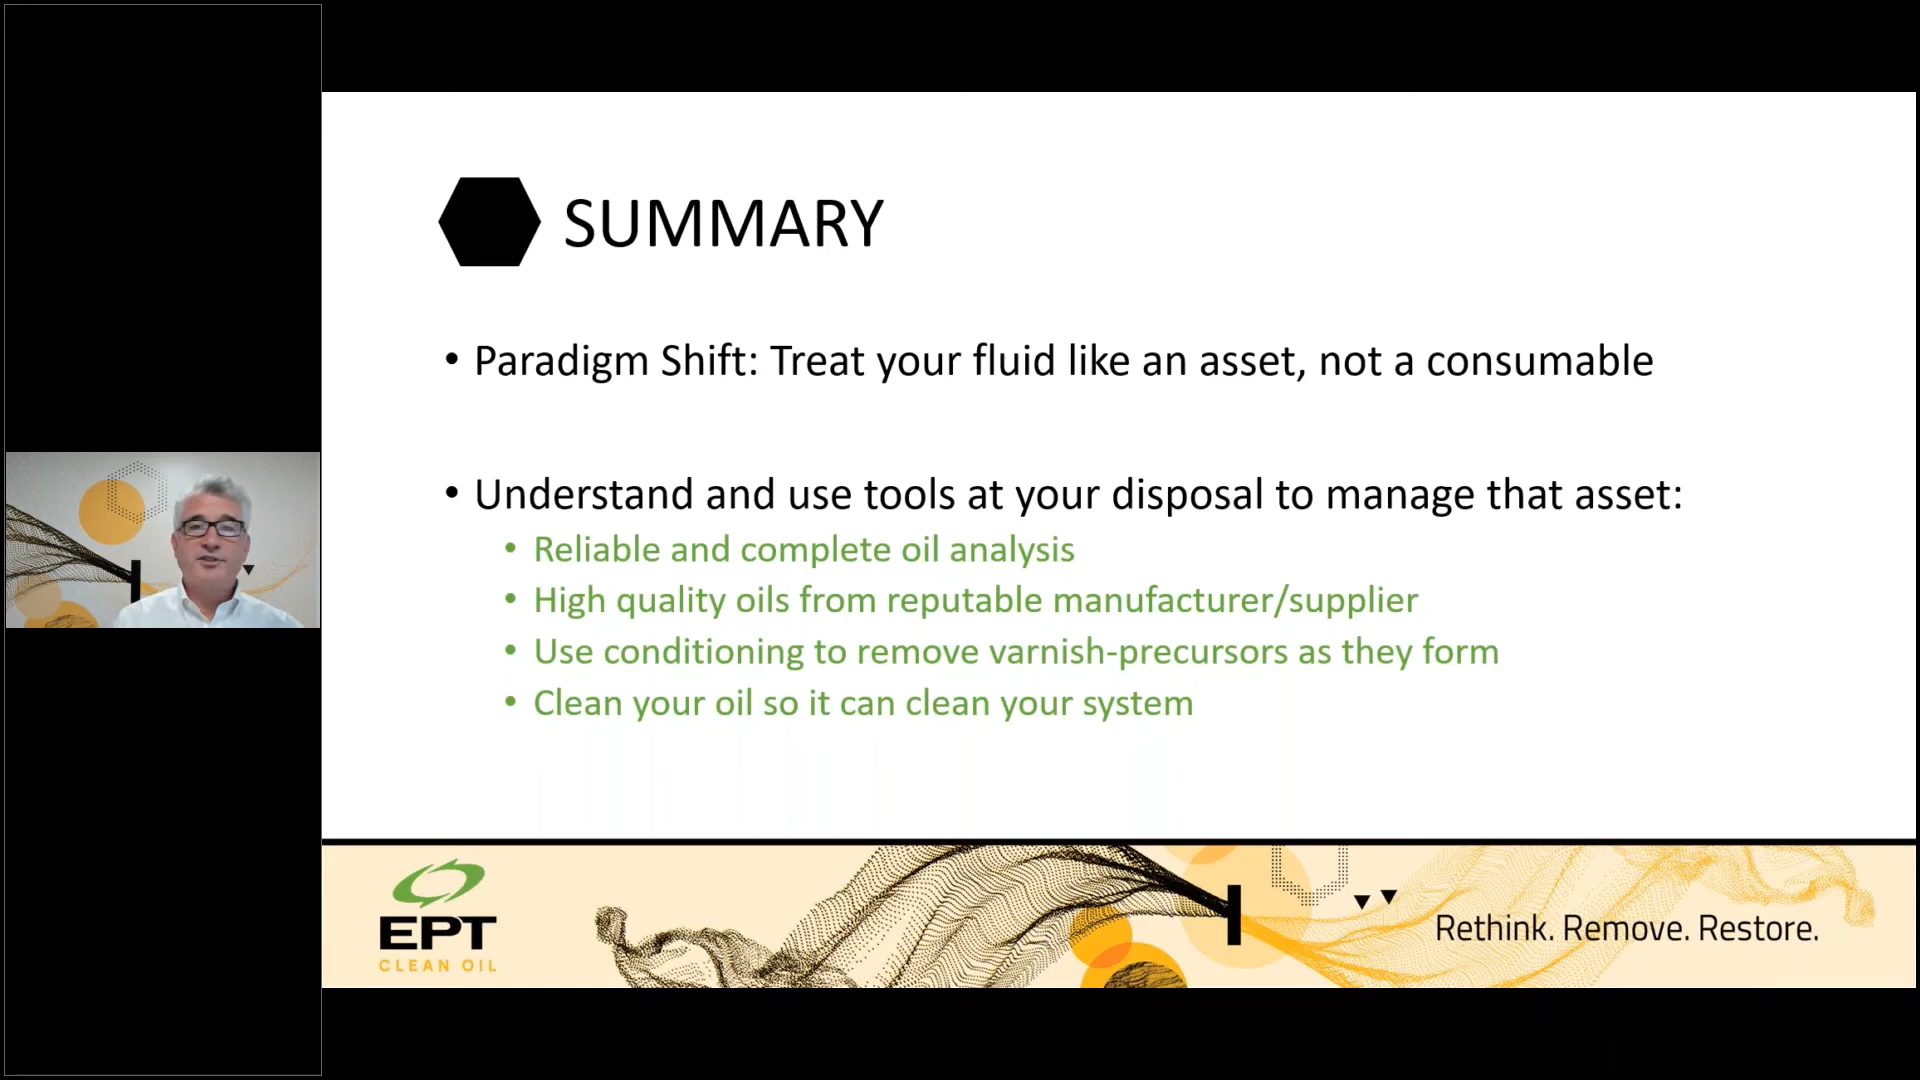 SUMMARY
• Paradigm Shift: Treat your fluid like an asset, not a consumable
• Understand and use tools at your disposal to manage that asset:
• Reliable and complete oil analysis
• High quality oils from reputable manufacturer/supplier
• Use conditioning to remove varnish-precursors as they form
• Clean your oil so it can clean your system
EPT
CLEAN OIL
Rethink. Remove. Restore.